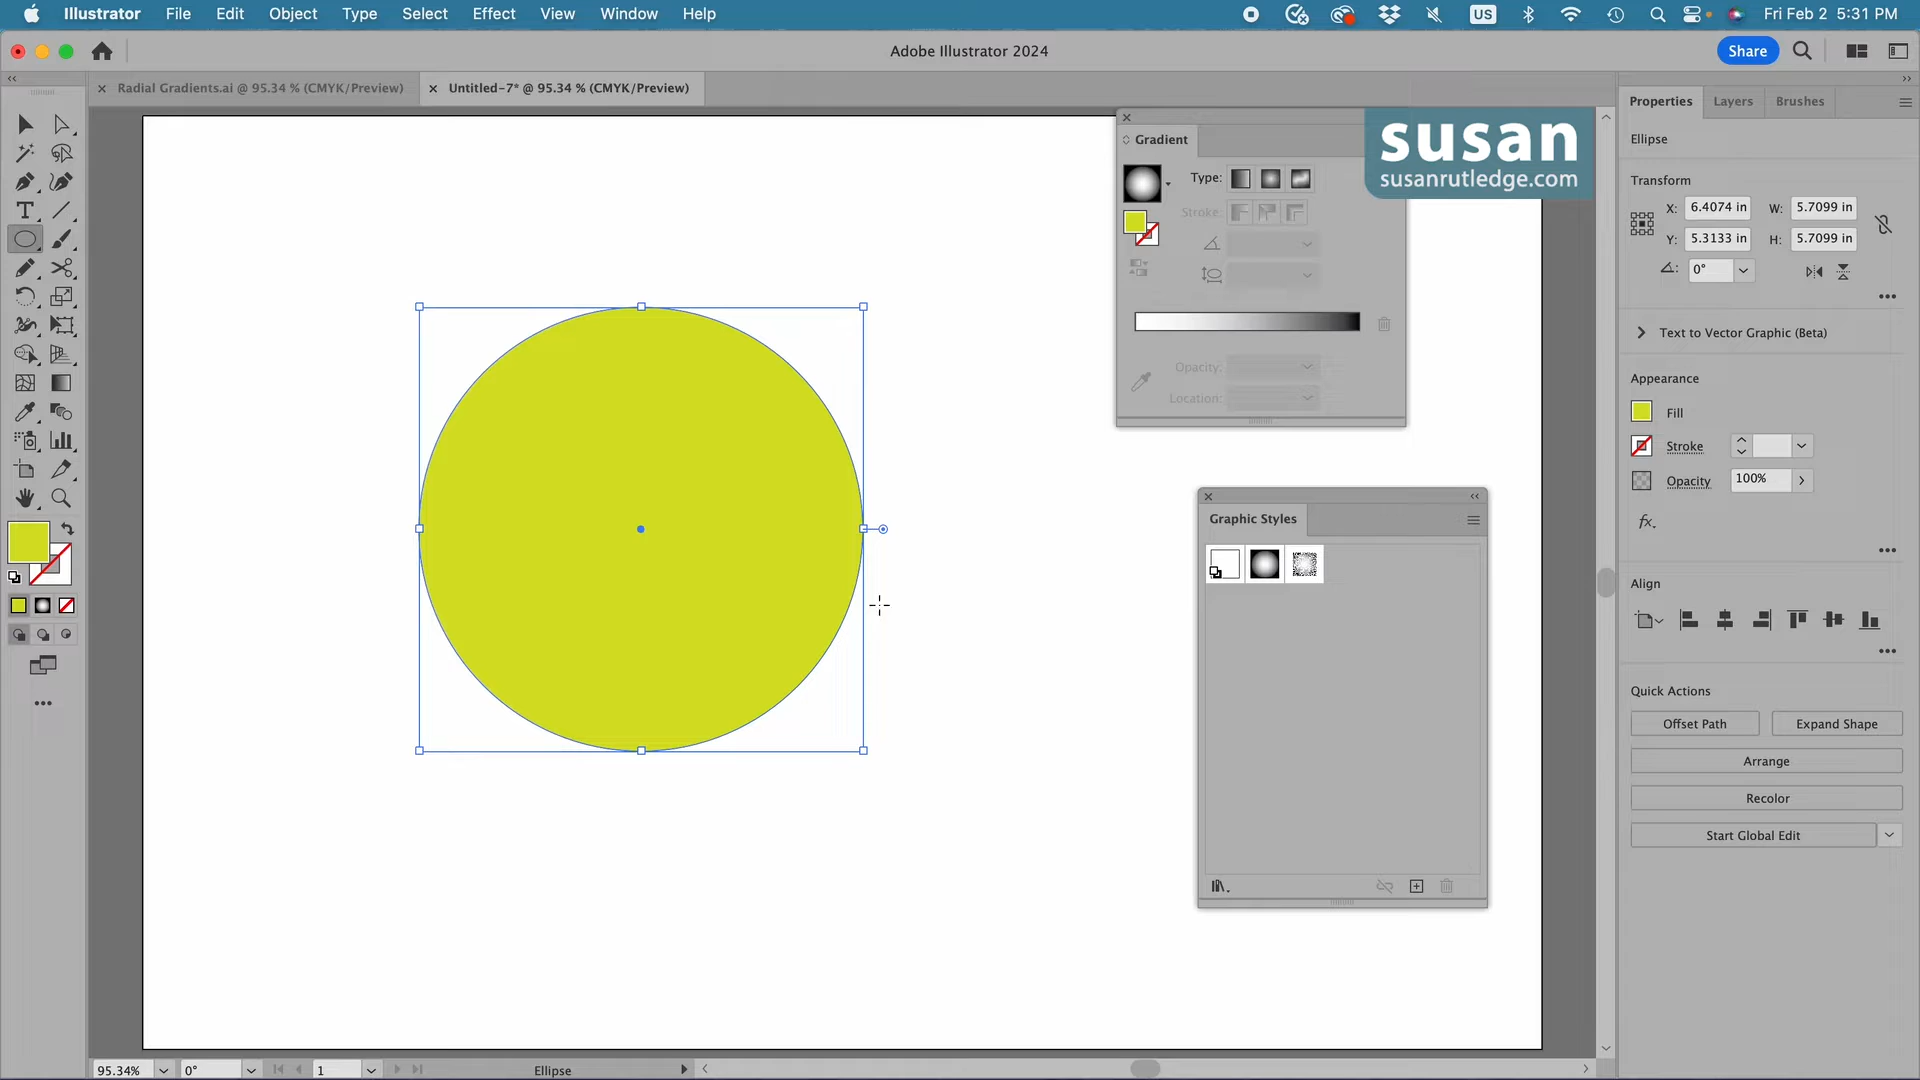 Illustrator File Edit Object Type Select Effect View Window Help US Fri Feb 2 5:31 PM
Adobe Illustrator 2024
Share
Radial Gradients.ai @ 95.34 % (CMYK/Preview)
Untitled-7* @ 95.34 % (CMYK/Preview)
Gradient
Type:
Stroke:
Opacity:
Location:
susan
susanrutledge.com
Graphic Styles
Properties Layers Brushes
Ellipse
Transform
X: 6.4074 in W: 5.7099 in
Y: 5.3133 in H: 5.7099 in
0°
Text to Vector Graphic (Beta)
Appearance
Fill
Stroke
Opacity 100%
fx.
Align
Quick Actions
Offset Path Expand Shape
Arrange
Recolor
Start Global Edit
95.34% 0° 1 Ellipse